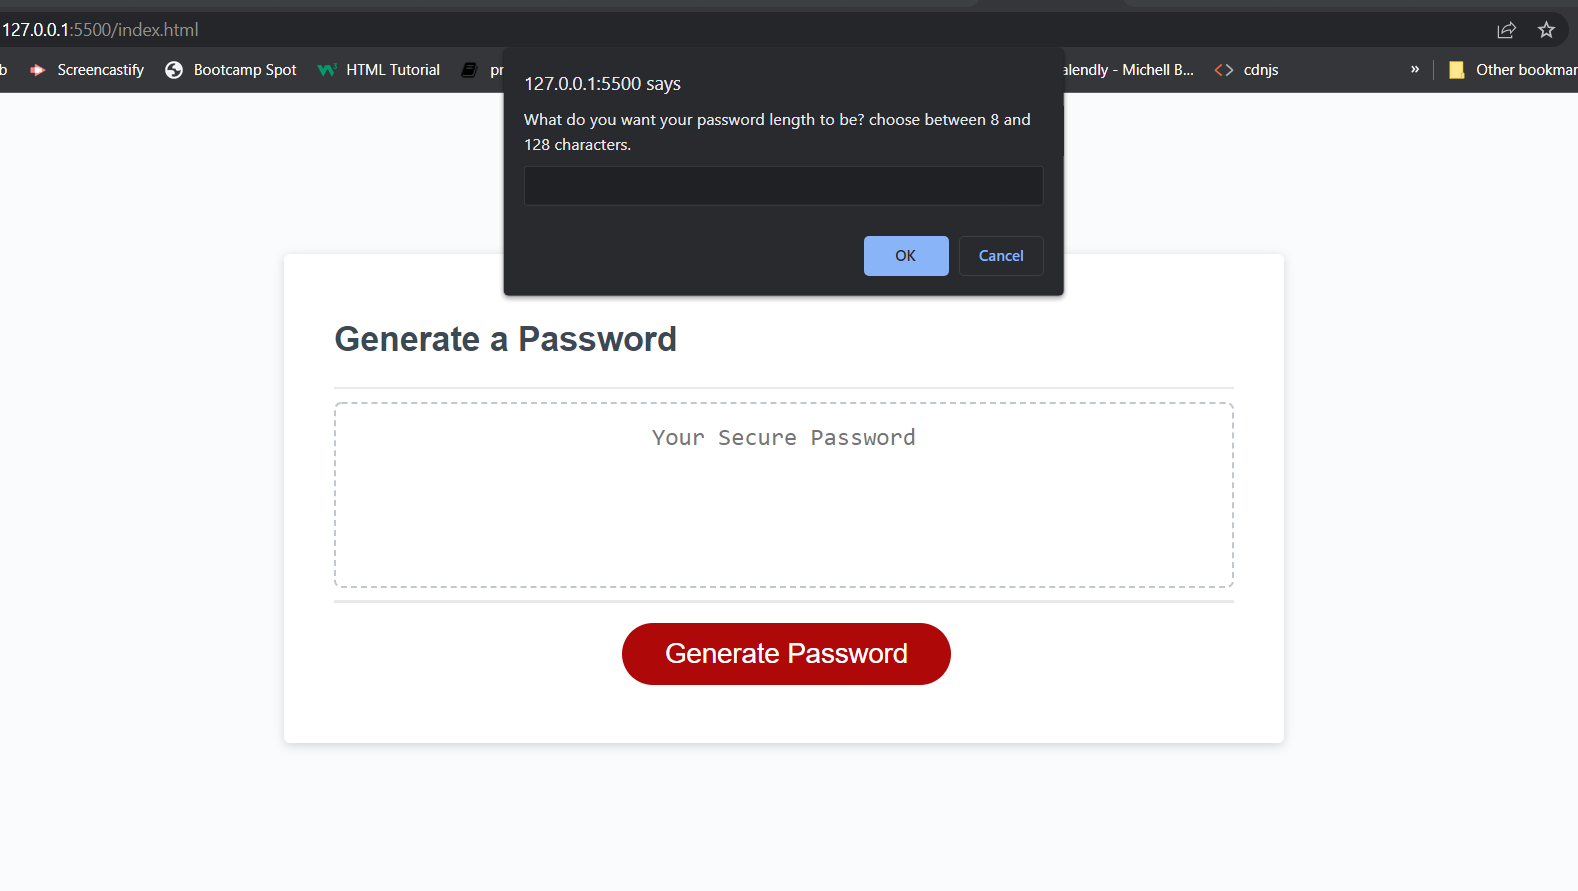 127.0.0.1:5500/index.html
Screencastify Bootcamp Spot HTML Tutorial alendly - Michell B... cdnjs » Other bookmar
127.0.0.1:5500 says
What do you want your password length to be? choose between 8 and
128 characters.
OK Cancel
Generate a Password
Your Secure Password
Generate Password